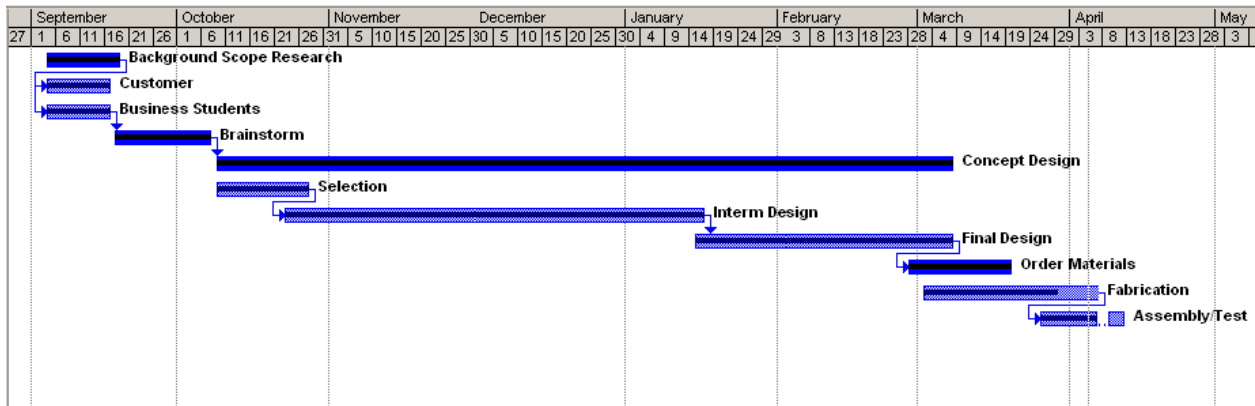 September October November December January February March April May
27 1 6 11 16 21 26 1 6 11 16 21 26 31 5 10 15 20 25 30 5 10 15 20 25 30 4 9 14 19 24 29 3 8 13 18 23 28 4 9 14 19 24 29 3 8 13 18 23 28 3
Background Scope Research
Customer
Business Students
Brainstorm
Concept Design
Selection
Interm Design
Final Design
Order Materials
Fabrication
Assembly/Test